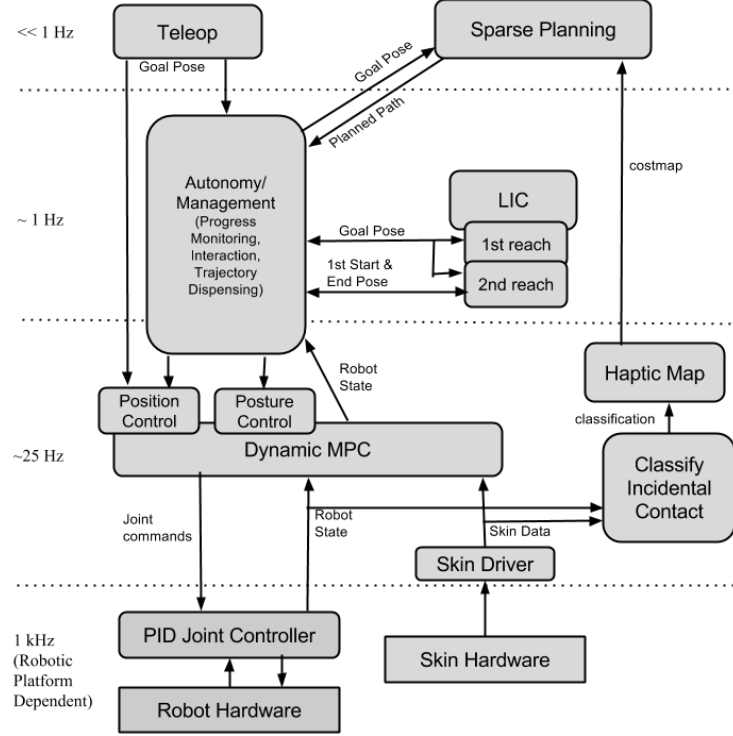 << 1 Hz
Teleop
Sparse Planning
Goal Pose
Goal Pose
Planned Path
costmap
~ 1 Hz
Autonomy/
Management
(Progress
Monitoring,
Interaction,
Trajectory
Dispensing)
LIC
Goal Pose
1st reach
1st Start &
End Pose
2nd reach
Robot
State
Haptic Map
Position
Control
Posture
Control
classification
~25 Hz
Dynamic MPC
Classify
Incidental
Contact
Joint
commands
Robot
State
Skin Data
Skin Driver
1 kHz
(Robotic
Platform
Dependent)
PID Joint Controller
Skin Hardware
Robot Hardware